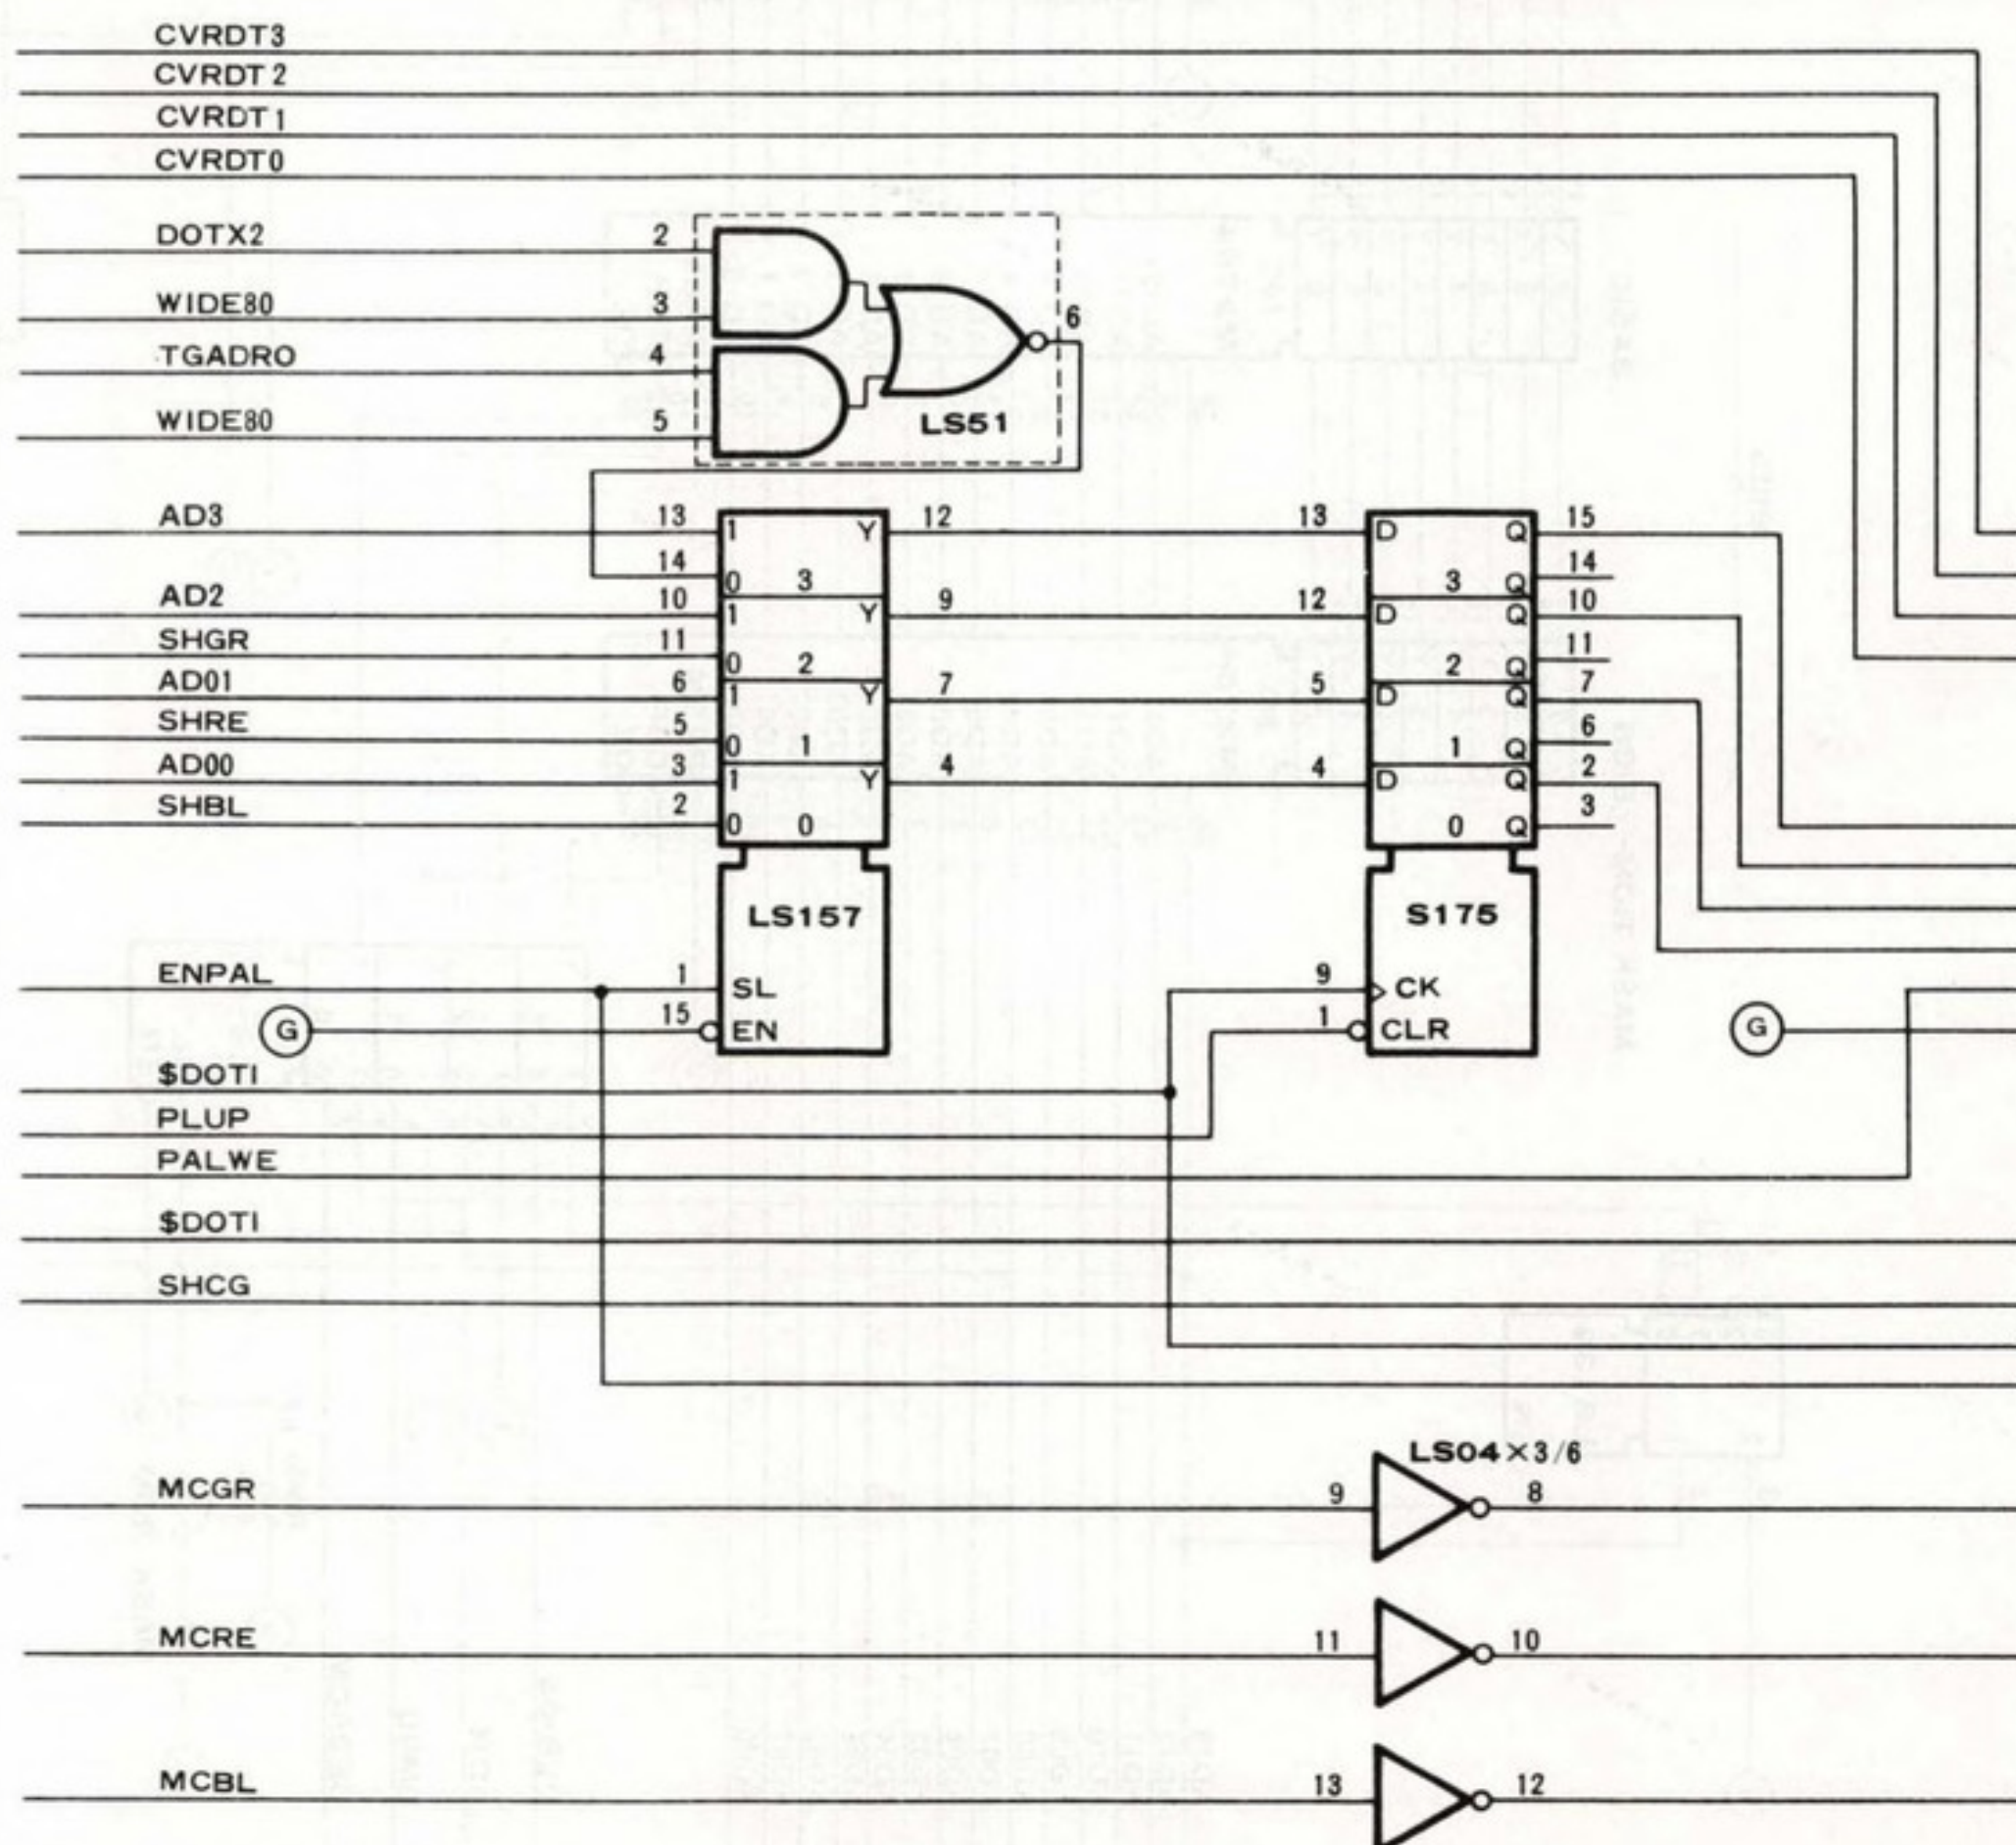 CVRDT3
CVRDT2
CVRDT1
CVRDT0
DOTX2 2
WIDE80 3 6
TGADRO 4
WIDE80 5 LS51
AD3 13 1 Y 12 13 D Q 15
14 0 3 3 Q 14
AD2 10 1 Y 9 12 D Q 10
SHGR 11 0 2 2 Q 11
AD01 6 1 Y 7 5 D Q 7
SHRE 5 0 1 1 Q 6
AD00 3 1 Y 4 4 D Q 2
SHBL 2 0 0 0 Q 3
LS157 S175
ENPAL 1 SL 9 CK
G 15 EN 1 CLR G
$DOTI
PLUP
PALWE
$DOTI
SHCG
LS04×3/6
MCGR 9 8
MCRE 11 10
MCBL 13 12